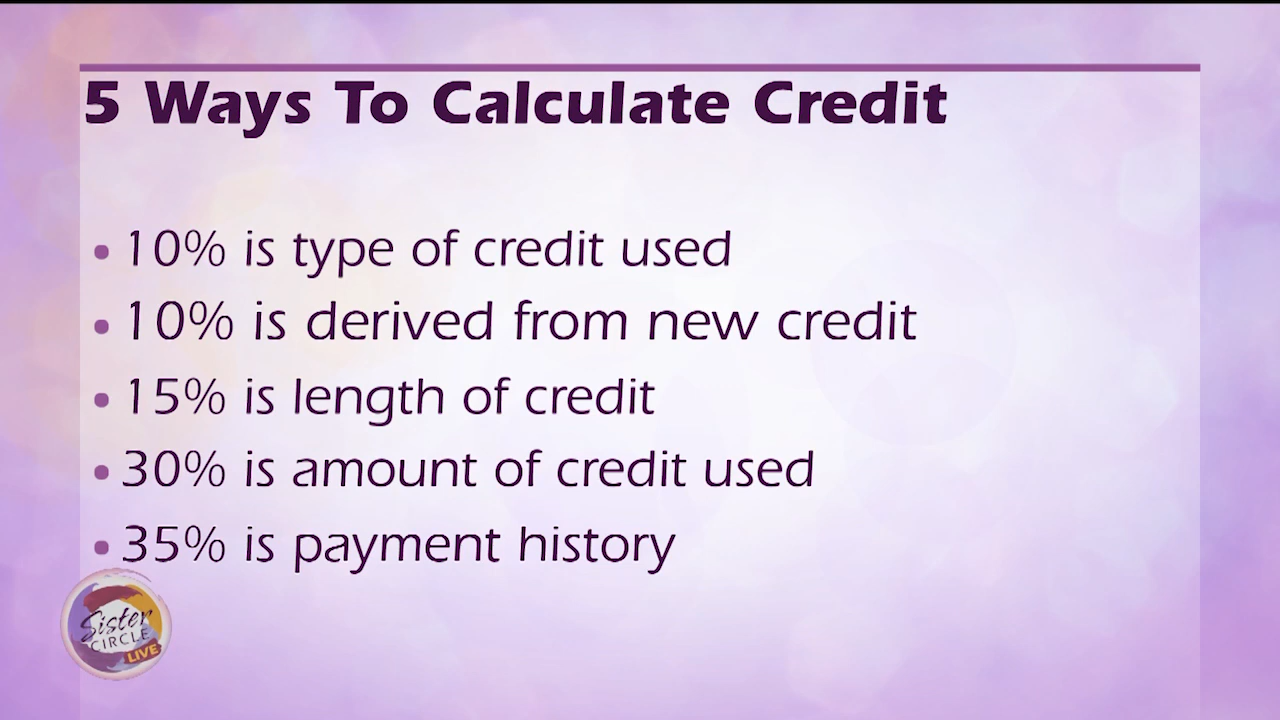 5 Ways To Calculate Credit
• 10% is type of credit used
• 10% is derived from new credit
• 15% is length of credit
• 30% is amount of credit used
• 35% is payment history
Sister
CIRCLE
LIVE